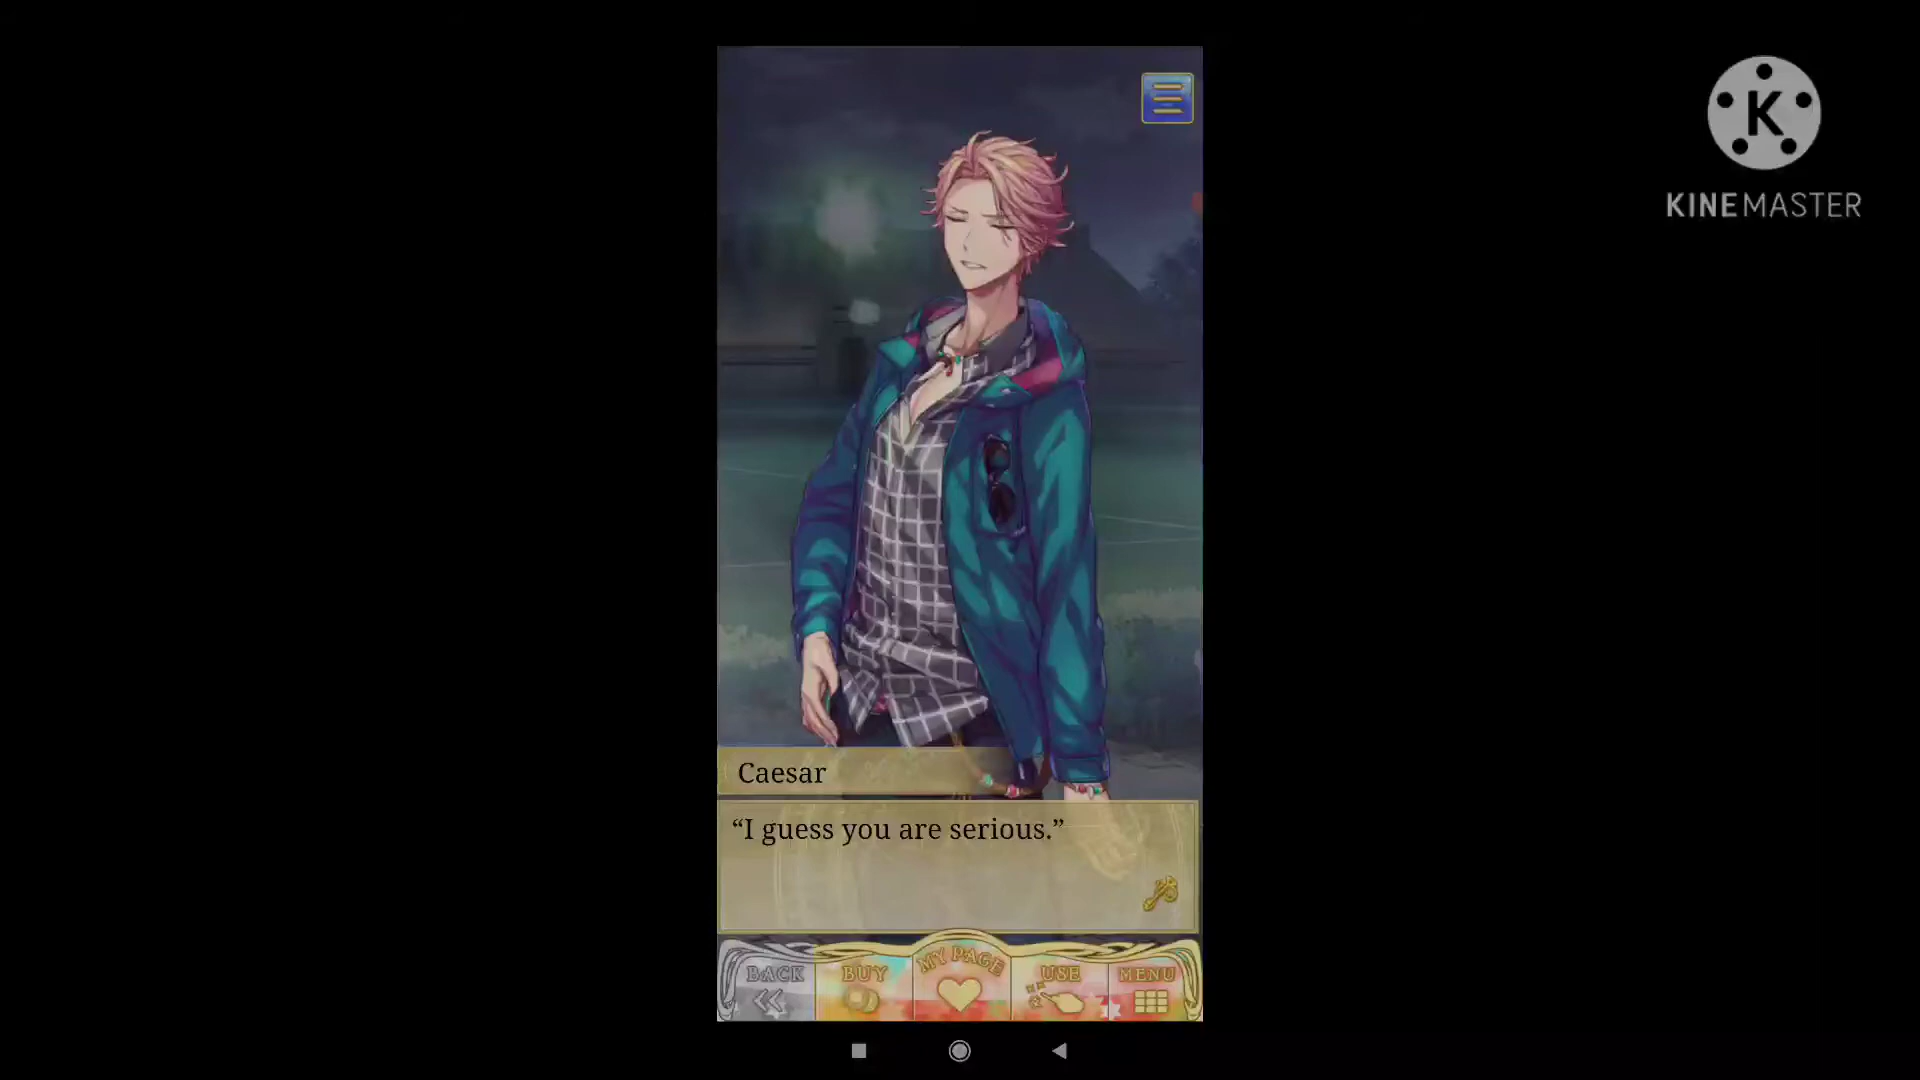 K
KINEMASTER
Caesar
“I guess you are serious.”
BACK
BUY
MY PAGE
USE
MENU